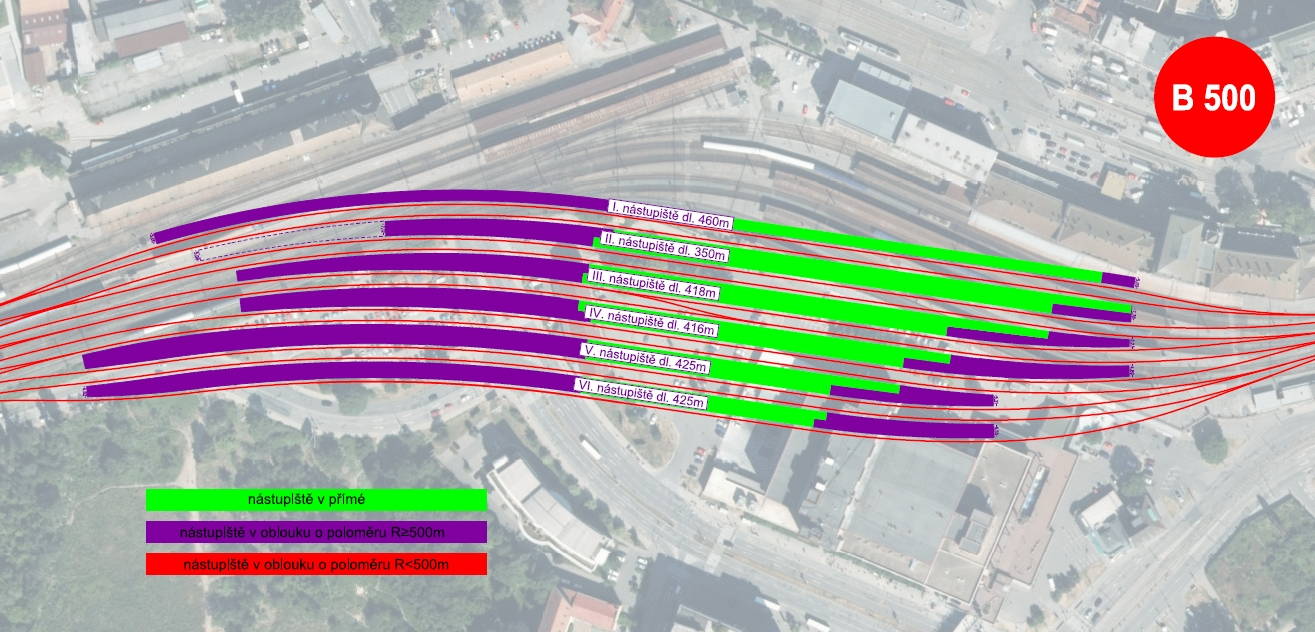 B 500
I. nástupiště dl. 460m
II. nástupiště dl. 350m
III. nástupiště dl. 418m
IV. nástupiště dl. 416m
V. nástupiště dl. 425m
VI. nástupiště dl. 425m
nástupiště v přímé
nástupiště v oblouku o poloměru R≥500m
nástupiště v oblouku o poloměru R<500m